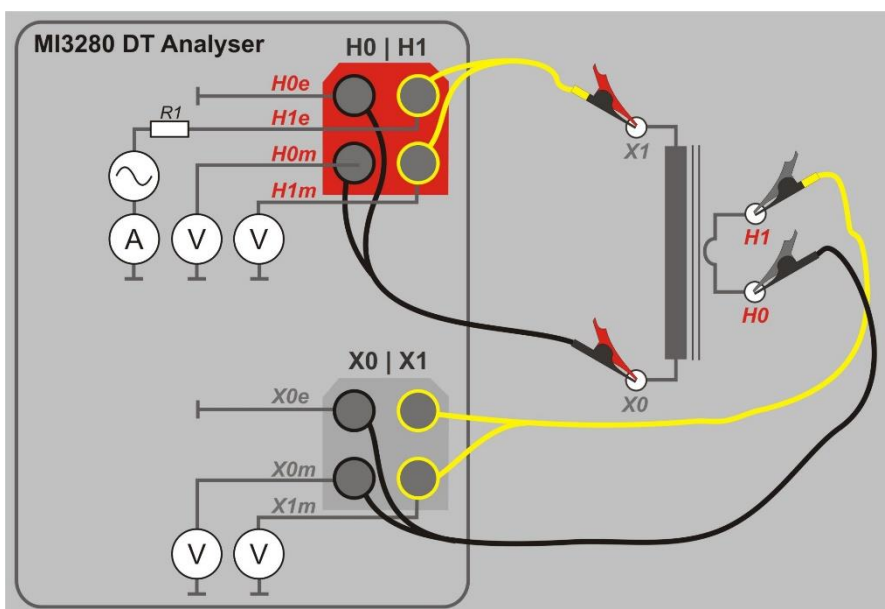 MI3280 DT Analyser
H0 | H1
H0e
R1
H1e
H0m
H1m
A
V
V
X1
H1
H0
X0
X0 | X1
X0e
X0m
X1m
V
V